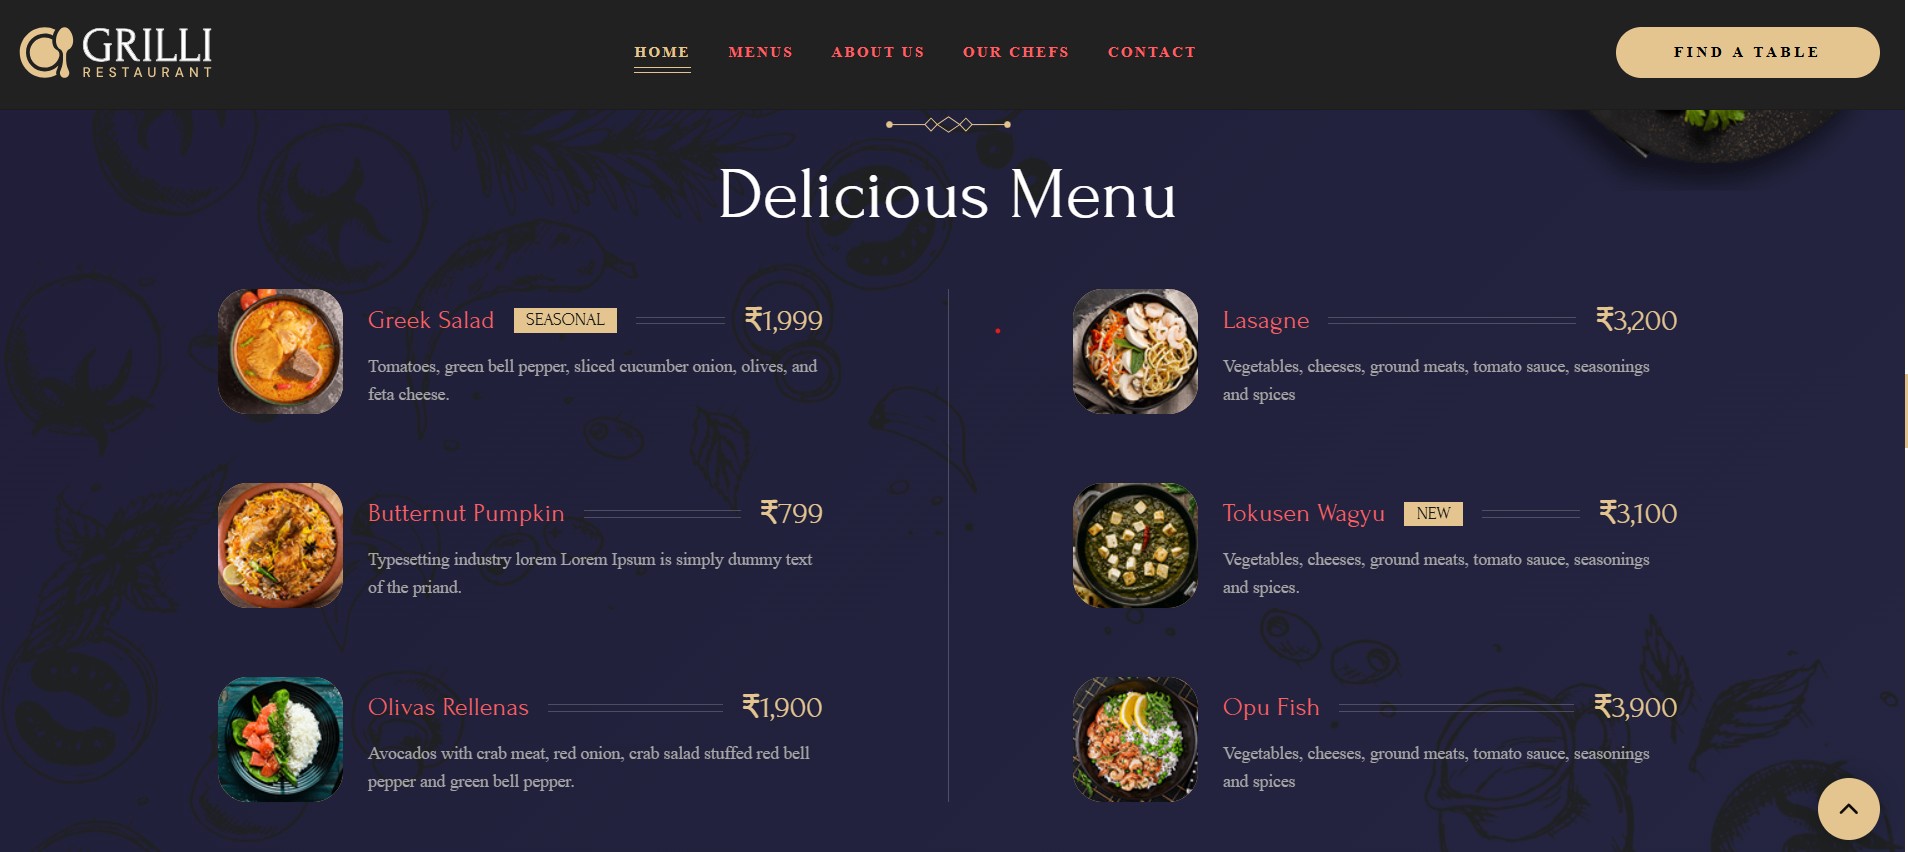 GRILLI
RESTAURANT
HOME
MENUS
ABOUT US
OUR CHEFS
CONTACT
FIND A TABLE
Delicious Menu
Greek Salad SEASONAL ₹1,999
Tomatoes, green bell pepper, sliced cucumber onion, olives, and
feta cheese.
Butternut Pumpkin ₹799
Typesetting industry lorem Lorem Ipsum is simply dummy text
of the priand.
Olivas Rellenas ₹1,900
Avocados with crab meat, red onion, crab salad stuffed red bell
pepper and green bell pepper.
Lasagne ₹3,200
Vegetables, cheeses, ground meats, tomato sauce, seasonings
and spices
Tokusen Wagyu NEW ₹3,100
Vegetables, cheeses, ground meats, tomato sauce, seasonings
and spices.
Opu Fish ₹3,900
Vegetables, cheeses, ground meats, tomato sauce, seasonings
and spices